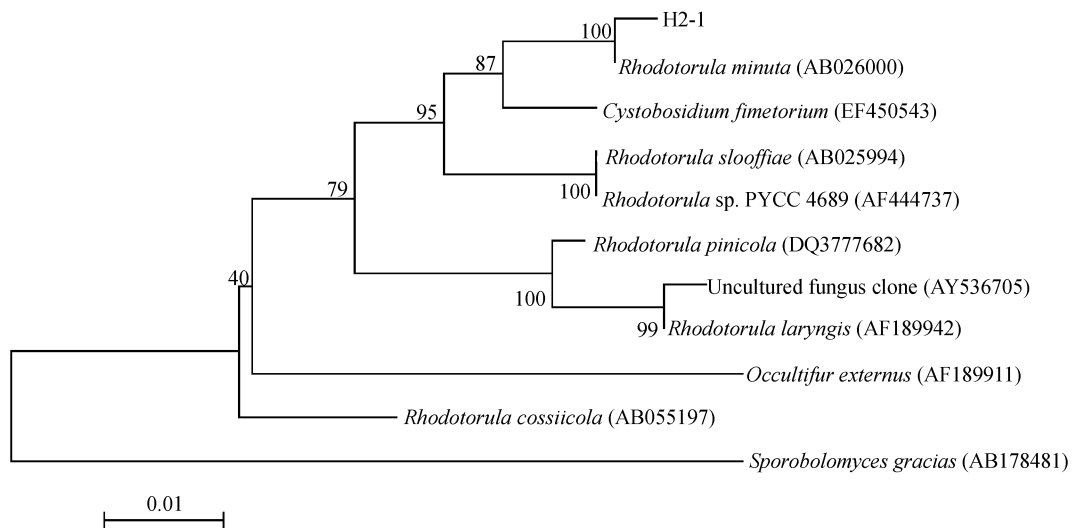 100
H2-1
Rhodotorula minuta (AB026000)
87
Cystobosidium fimetorium (EF450543)
95
Rhodotorula slooffiae (AB025994)
100
Rhodotorula sp. PYCC 4689 (AF444737)
79
Rhodotorula pinicola (DQ3777682)
40
Uncultured fungus clone (AY536705)
100
99
Rhodotorula laryngis (AF189942)
Occultifur externus (AF189911)
Rhodotorula cossiicola (AB055197)
Sporobolomyces gracias (AB178481)
0.01